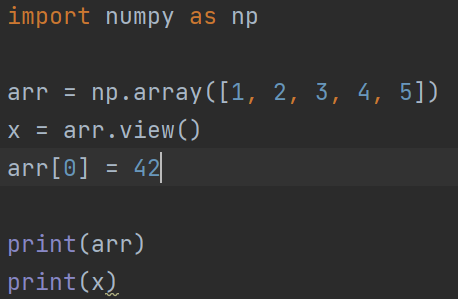 import numpy as np
arr = np.array([1, 2, 3, 4, 5])
x = arr.view()
arr[0] = 42
print(arr)
print(x)